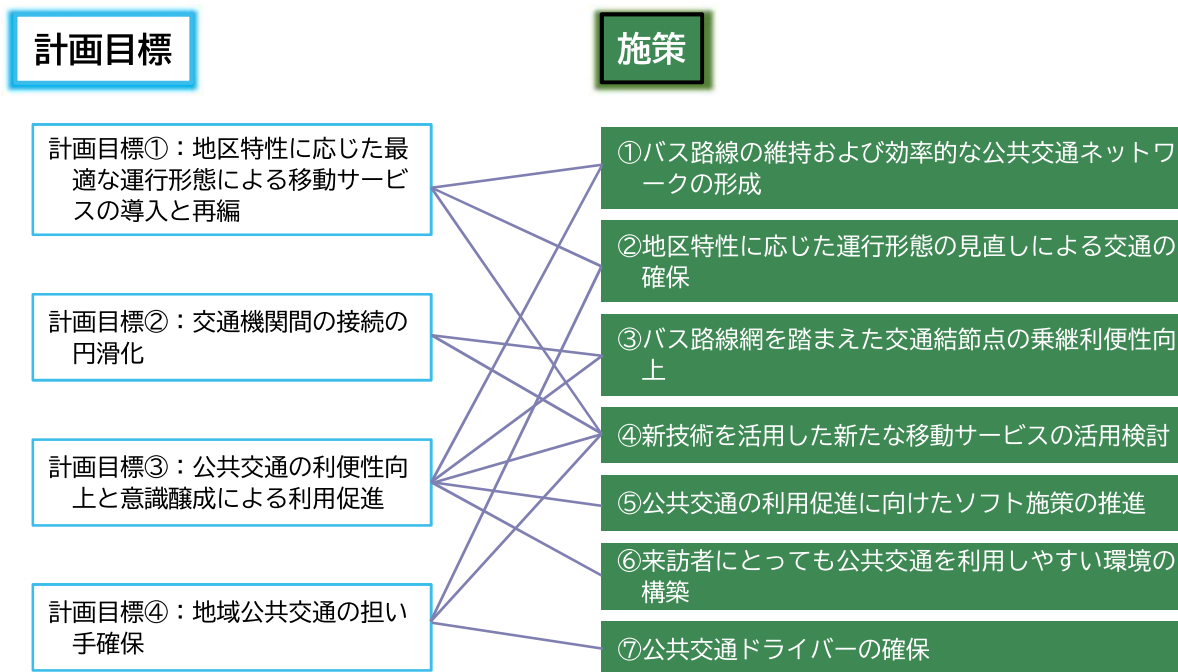 計画目標
施策
計画目標①：地区特性に応じた最
適な運行形態による移動サービ
スの導入と再編
計画目標②：交通機関間の接続の
円滑化
計画目標③：公共交通の利便性向
上と意識醸成による利用促進
計画目標④：地域公共交通の担い
手確保
①バス路線の維持および効率的な公共交通ネットワ
ークの形成
②地区特性に応じた運行形態の見直しによる交通の
確保
③バス路線網を踏まえた交通結節点の乗継利便性向
上
④新技術を活用した新たな移動サービスの活用検討
⑤公共交通の利用促進に向けたソフト施策の推進
⑥来訪者にとっても公共交通を利用しやすい環境の
構築
⑦公共交通ドライバーの確保